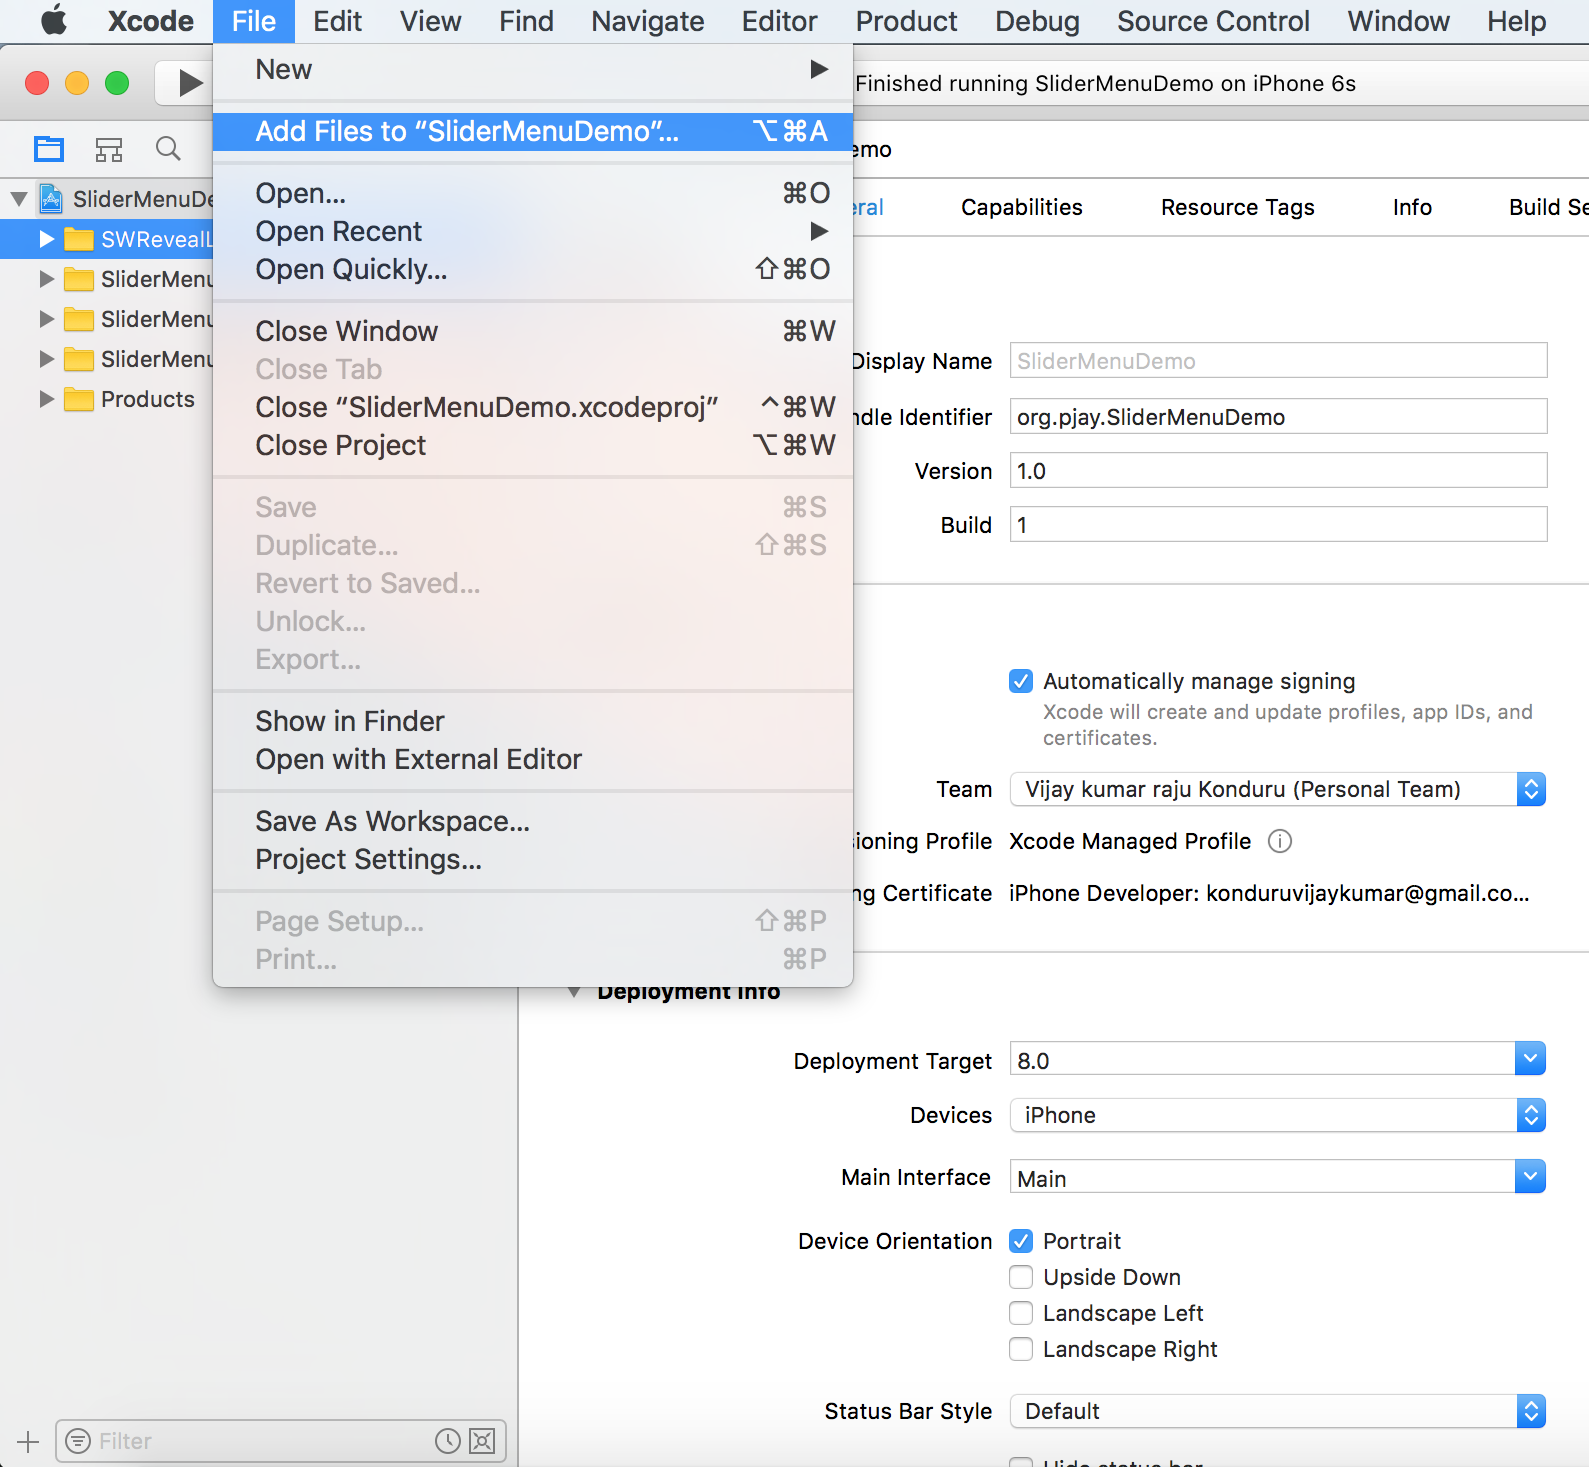 Xcode File Edit View Find Navigate Editor Product Debug Source Control Window Help
Finished running SliderMenuDemo on iPhone 6s
New
Add Files to “SliderMenuDemo”... ⌥⌘A
Open... ⌘O
Open Recent
Open Quickly... ⇧⌘O
Close Window ⌘W
Close Tab
Close “SliderMenuDemo.xcodeproj” ^⌘W
Close Project ⌥⌘W
Save ⌘S
Duplicate... ⇧⌘S
Revert to Saved...
Unlock...
Export...
Show in Finder
Open with External Editor
Save As Workspace...
Project Settings...
Page Setup... ⇧⌘P
Print... ⌘P
SliderMenuDe
SWRevealL
SliderMenu
SliderMenu
SliderMenu
Products
Filter
emo
eral Capabilities Resource Tags Info Build Se
Display Name SliderMenuDemo
ndle Identifier org.pjay.SliderMenuDemo
Version 1.0
Build 1
Automatically manage signing
Xcode will create and update profiles, app IDs, and
certificates.
Team Vijay kumar raju Konduru (Personal Team)
sioning Profile Xcode Managed Profile
ng Certificate iPhone Developer: konduruvijaykumar@gmail.co...
Deployment Info
Deployment Target 8.0
Devices iPhone
Main Interface Main
Device Orientation Portrait
Upside Down
Landscape Left
Landscape Right
Status Bar Style Default
Hide status bar